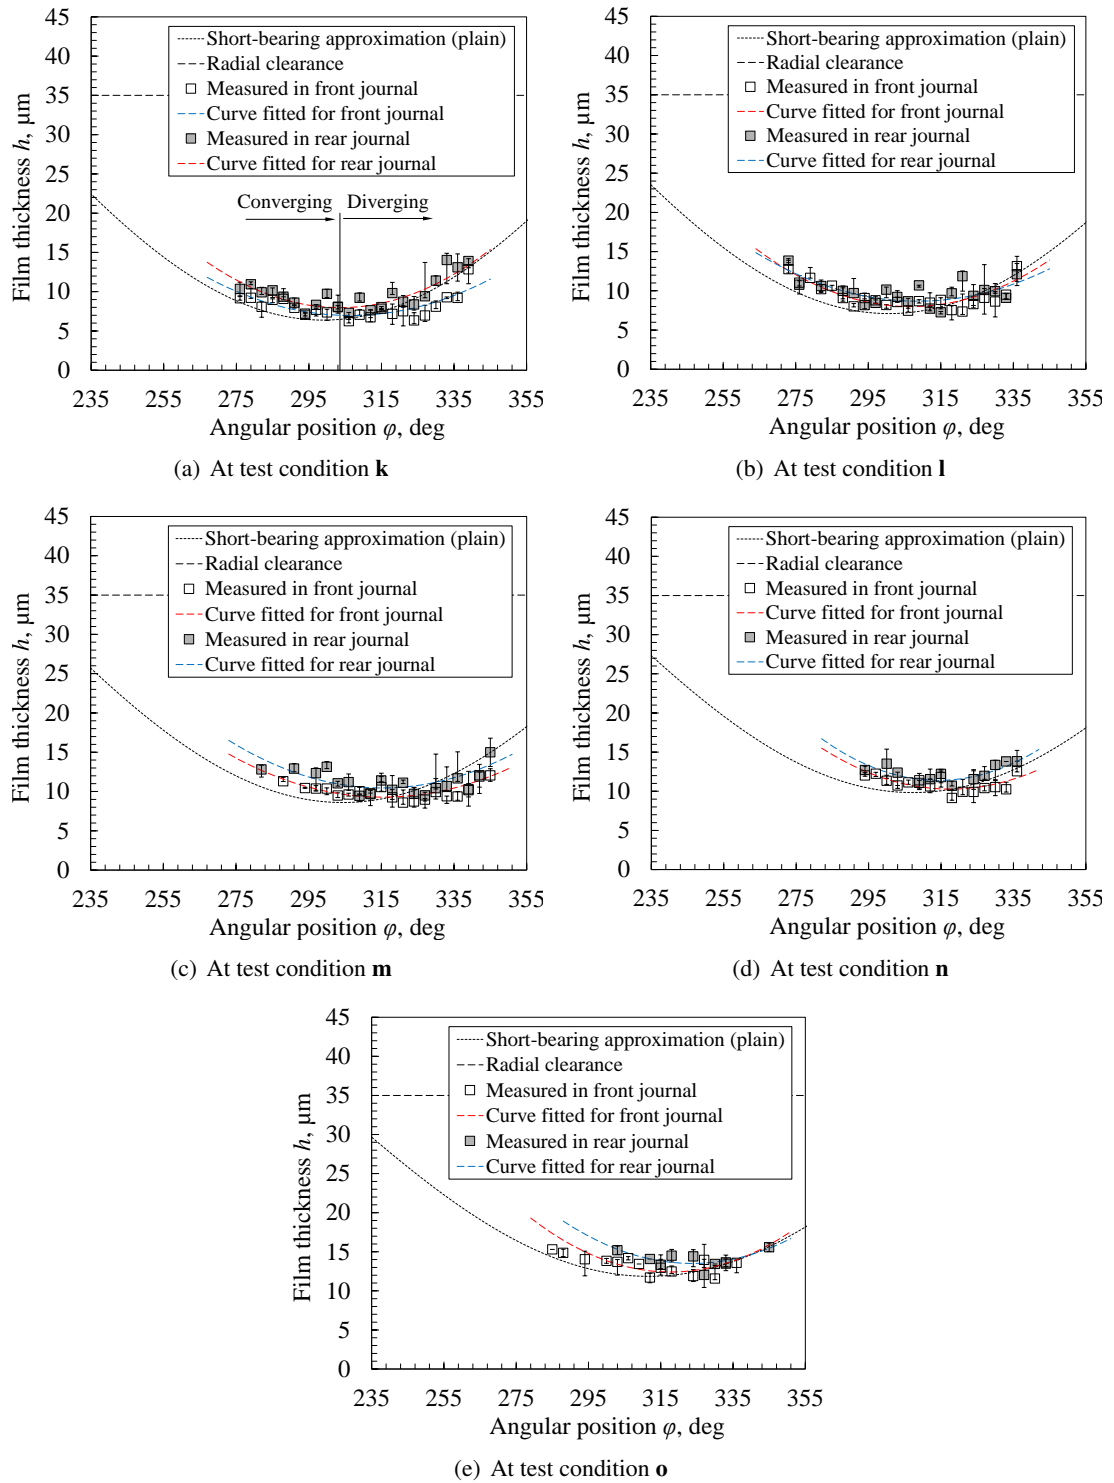 Film thickness h, μm
45
40
35
30
25
20
15
10
5
0
Short-bearing approximation (plain)
Radial clearance
Measured in front journal
Curve fitted for front journal
Measured in rear journal
Curve fitted for rear journal
Converging
Diverging
235 255 275 295 315 335 355
Angular position φ, deg
(a) At test condition k
Film thickness h, μm
45
40
35
30
25
20
15
10
5
0
Short-bearing approximation (plain)
Radial clearance
Measured in front journal
Curve fitted for front journal
Measured in rear journal
Curve fitted for rear journal
235 255 275 295 315 335 355
Angular position φ, deg
(b) At test condition l
Film thickness h, μm
45
40
35
30
25
20
15
10
5
0
Short-bearing approximation (plain)
Radial clearance
Measured in front journal
Curve fitted for front journal
Measured in rear journal
Curve fitted for rear journal
235 255 275 295 315 335 355
Angular position φ, deg
(c) At test condition m
Film thickness h, μm
45
40
35
30
25
20
15
10
5
0
Short-bearing approximation (plain)
Radial clearance
Measured in front journal
Curve fitted for front journal
Measured in rear journal
Curve fitted for rear journal
235 255 275 295 315 335 355
Angular position φ, deg
(d) At test condition n
Film thickness h, μm
45
40
35
30
25
20
15
10
5
0
Short-bearing approximation (plain)
Radial clearance
Measured in front journal
Curve fitted for front journal
Measured in rear journal
Curve fitted for rear journal
235 255 275 295 315 335 355
Angular position φ, deg
(e) At test condition o